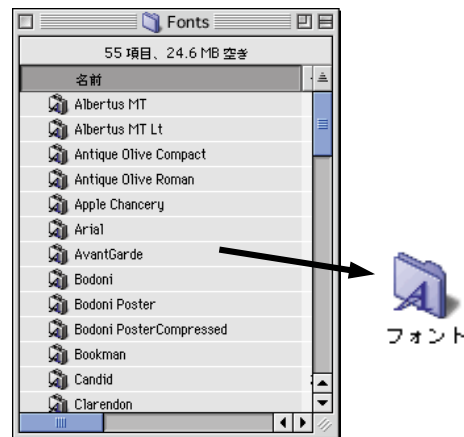 Fonts
55 項目、24.6 MB 空き
名前
Albertus MT
Albertus MT Lt
Antique Olive Compact
Antique Olive Roman
Apple Chancery
Arial
AvantGarde
Bodoni
Bodoni Poster
Bodoni PosterCompressed
Bookman
Candid
Clarendon
フォント